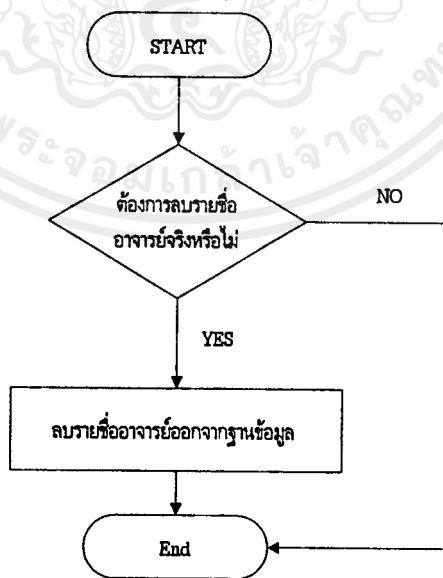 START
ต้องการลบรายชื่อ
อาจารย์จริงหรือไม่
NO
YES
ลบรายชื่ออาจารย์ออกจากฐานข้อมูล
End